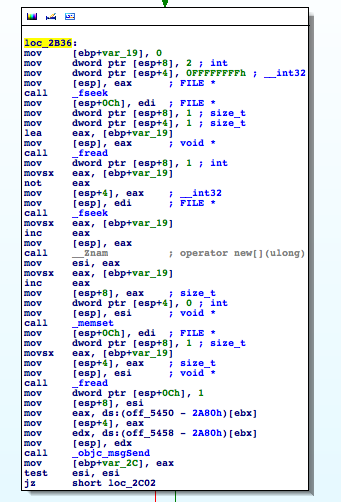 loc_2B36:
mov [ebp+var_19], 0
mov dword ptr [esp+8], 2 ; int
mov dword ptr [esp+4], 0FFFFFFFFh ; __int32
mov [esp], eax ; FILE *
call _fseek
mov [esp+0Ch], edi ; FILE *
mov dword ptr [esp+8], 1 ; size_t
mov dword ptr [esp+4], 1 ; size_t
lea eax, [ebp+var_19]
mov [esp], eax ; void *
call _fread
mov dword ptr [esp+8], 1 ; int
movsx eax, [ebp+var_19]
not eax
mov [esp+4], eax ; __int32
mov [esp], edi ; FILE *
call _fseek
movsx eax, [ebp+var_19]
inc eax
mov [esp], eax
call __Znam ; operator new[](ulong)
mov esi, eax
movsx eax, [ebp+var_19]
inc eax
mov [esp+8], eax ; size_t
mov dword ptr [esp+4], 0 ; int
mov [esp], esi ; void *
call _memset
mov [esp+0Ch], edi ; FILE *
mov dword ptr [esp+8], 1 ; size_t
movsx eax, [ebp+var_19]
mov [esp+4], eax ; size_t
mov [esp], esi ; void *
call _fread
mov dword ptr [esp+0Ch], 1
mov [esp+8], esi
mov eax, ds:(off_5450 - 2A80h)[ebx]
mov [esp+4], eax
mov edx, ds:(off_5458 - 2A80h)[ebx]
mov [esp], edx
call _objc_msgSend
mov [ebp+var_2C], eax
test esi, esi
jz short loc_2C02